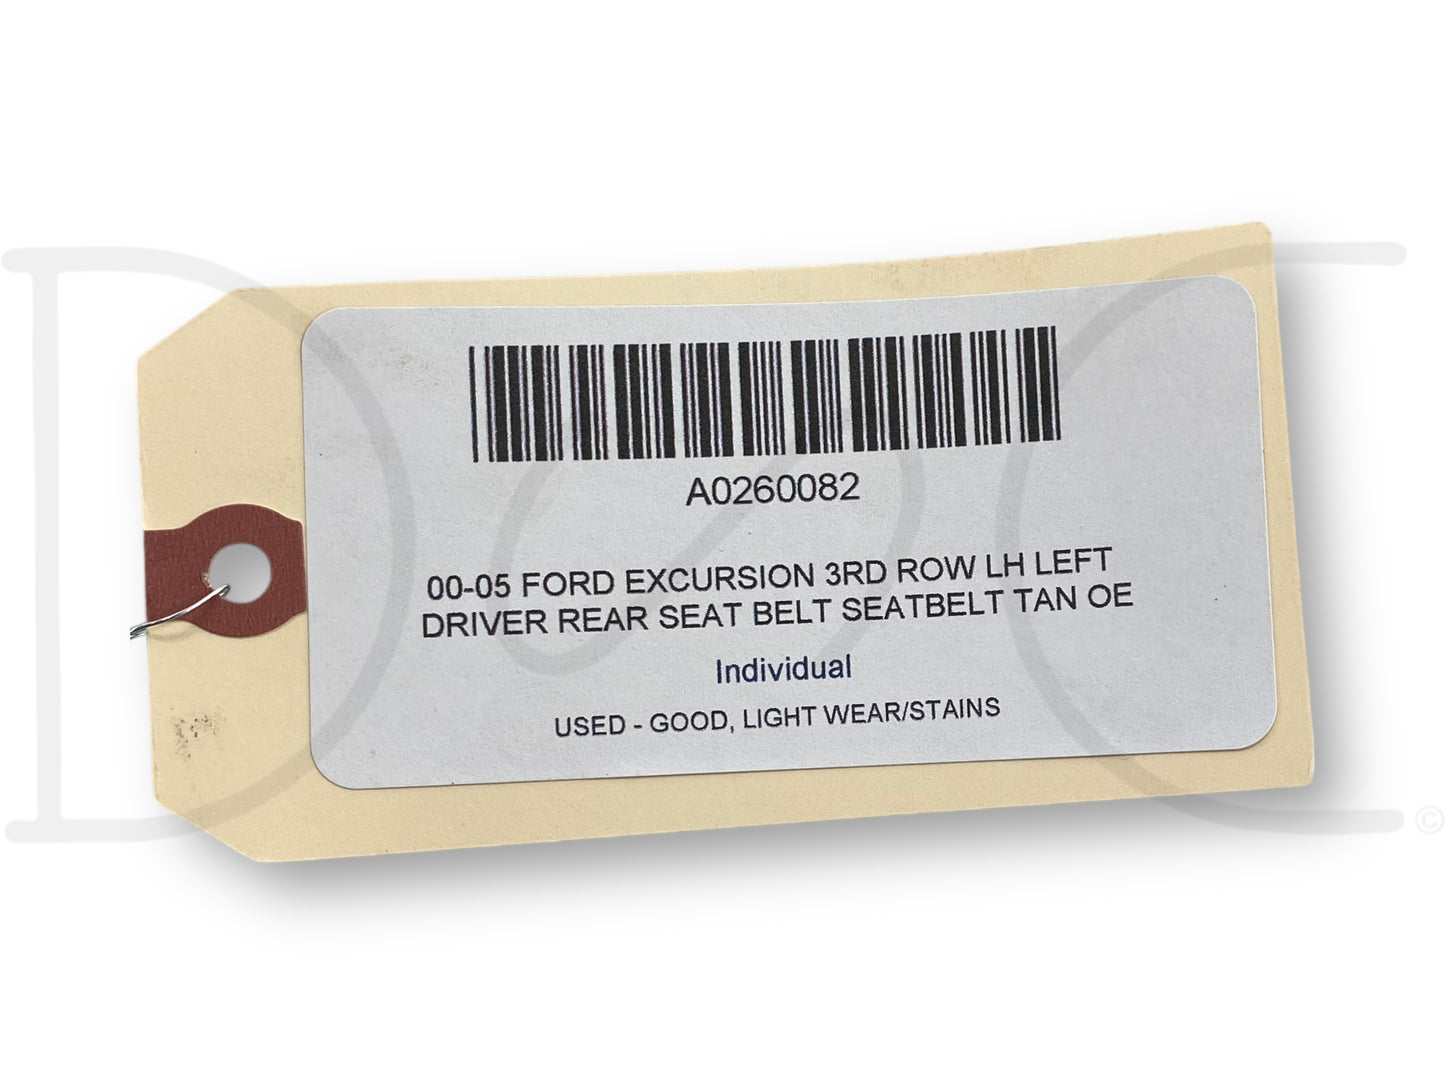 A0260082
00-05 FORD EXCURSION 3RD ROW LH LEFT
DRIVER REAR SEAT BELT SEATBELT TAN OE
Individual
USED - GOOD, LIGHT WEAR/STAINS
DOC
©